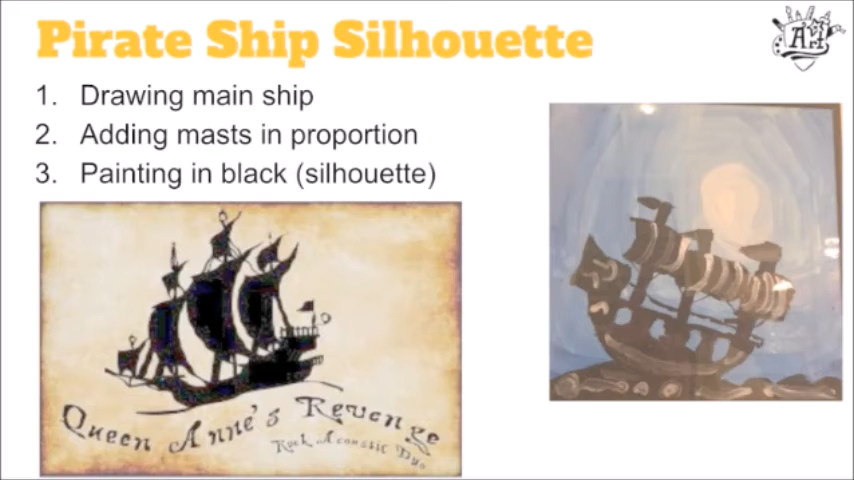 Pirate Ship Silhouette
Art
1. Drawing main ship
2. Adding masts in proportion
3. Painting in black (silhouette)
Queen Anne's Revenge
Rock Acoustic Duo